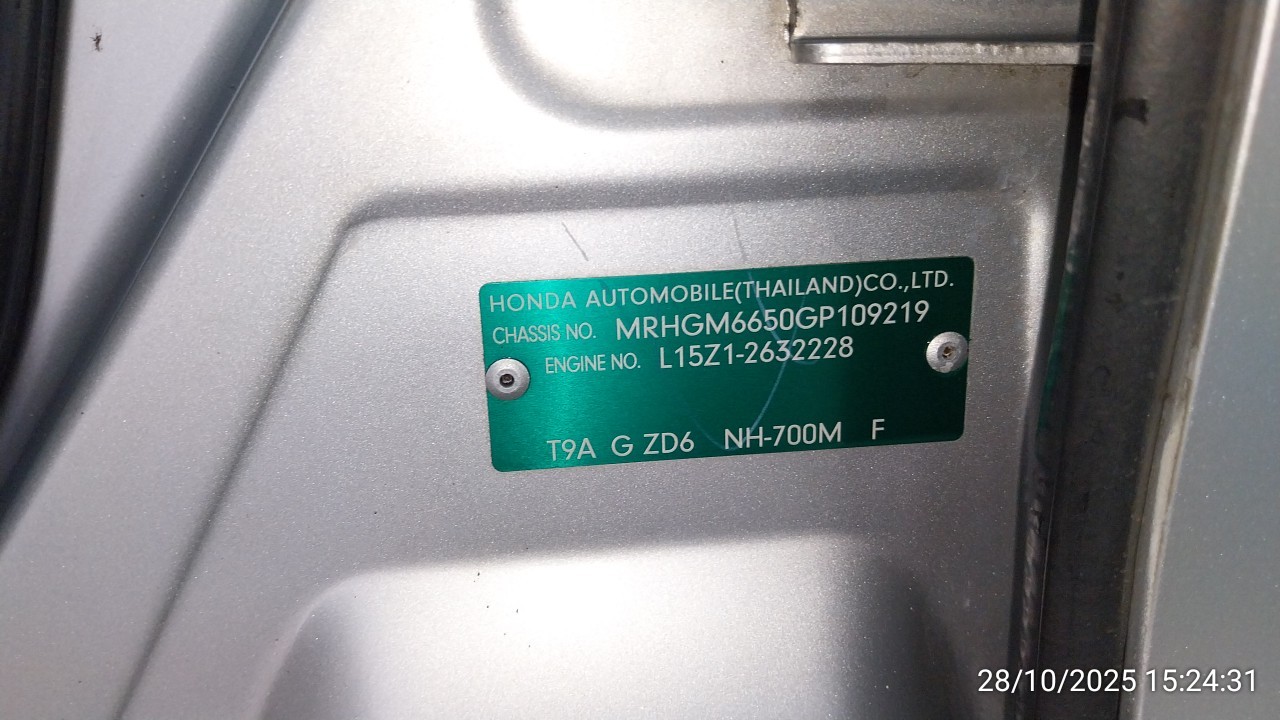 HONDA AUTOMOBILE(THAILAND)CO.,LTD.
CHASSIS NO. MRHGM6650GP109219
ENGINE NO. L15Z1-2632228
T9A G ZD6 NH-700M F
28/10/2025 15:24:31